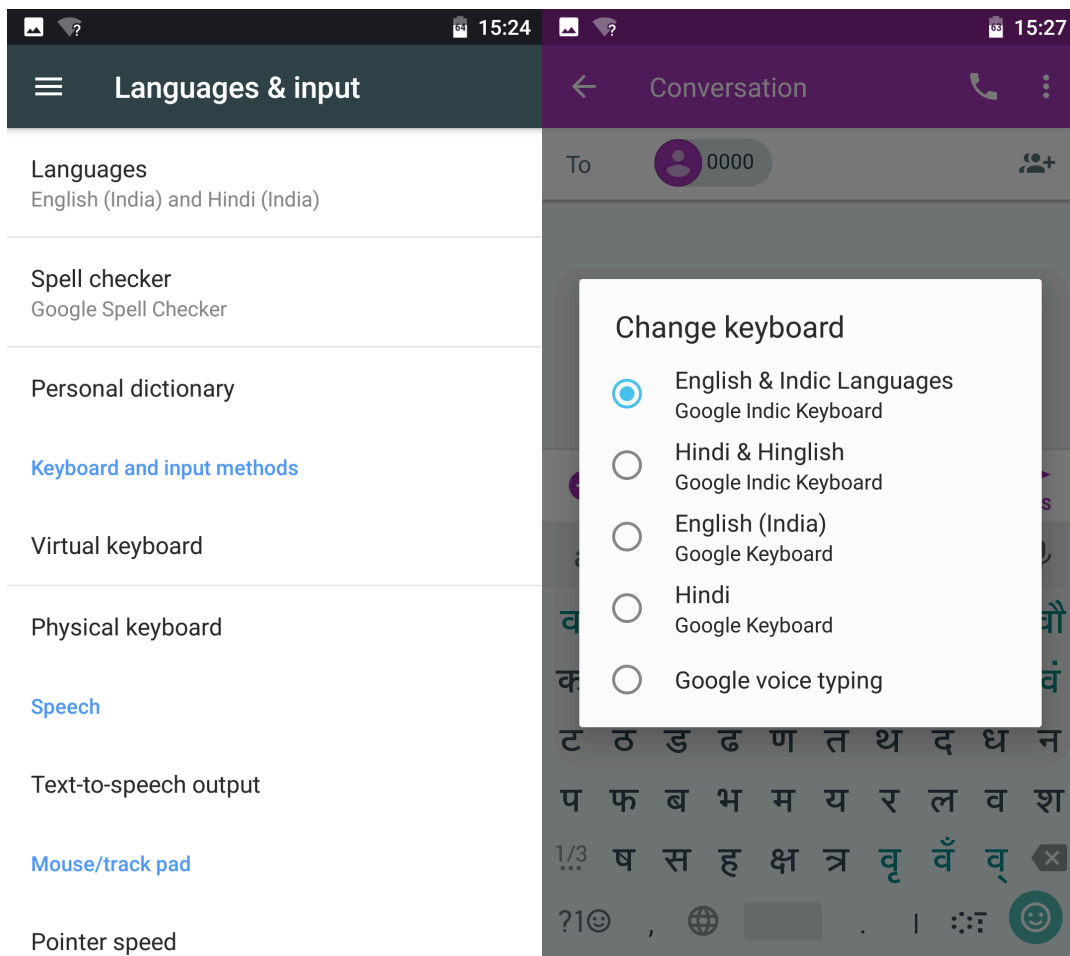 15:24
Languages & input
Languages
English (India) and Hindi (India)
Spell checker
Google Spell Checker
Personal dictionary
Keyboard and input methods
Virtual keyboard
Physical keyboard
Speech
Text-to-speech output
Mouse/track pad
Pointer speed
15:27
Conversation
To 0000
Change keyboard
English & Indic Languages
Google Indic Keyboard
Hindi & Hinglish
Google Indic Keyboard
English (India)
Google Keyboard
Hindi
Google Keyboard
Google voice typing
ट ठ ड ढ ण त थ द ध न
प फ ब भ म य र ल व श
1/3 ष स ह क्ष त्र वृ वँ व्
?1☺ , . ।